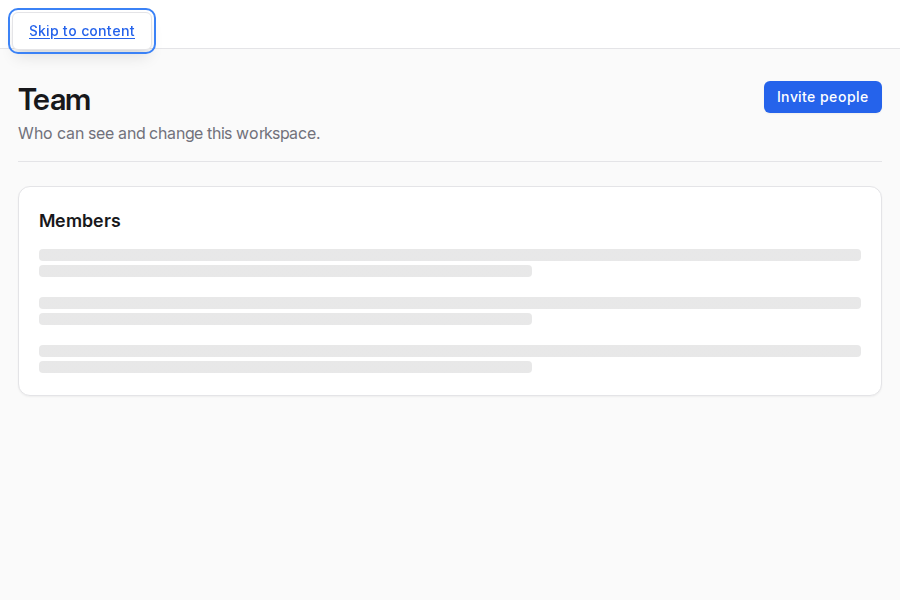 Skip to content
Team
Invite people
Who can see and change this workspace.
Members